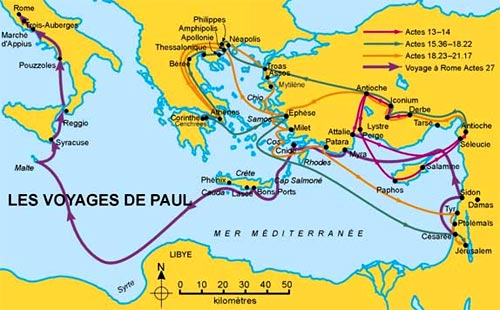 Rome
Trois-Auberges
Marché
d'Appius
Pouzzoles
Reggio
Syracuse
Malte
Philippes
Amphipolis
Apollonie
Néapolis
Thessalonique
Bérée
Troas
Assos
Mytilène
Chio
Athènes
Corinthe
Cenchrées
Samos
Ephèse
Milet
Cos
Cnide
Rhodes
Patara
Myra
Attalie
Perge
Antioche
Iconium
Lystre
Derbe
Tarse
Antioche
Séleucie
Salamine
Paphos
Sidon
Damas
Tyr
Ptolémaïs
Césarée
Jérusalem
Crète
Cap Salmoné
Phénix
Cauda
Lasée
Bons Ports
Actes 13–14
Actes 15.36–18.22
Actes 18.23–21.17
Voyage à Rome Actes 27
LES VOYAGES DE PAUL
MER MÉDITERRANÉE
LIBYE
Syrte
N
0 10 20 30 40 50
kilomètres